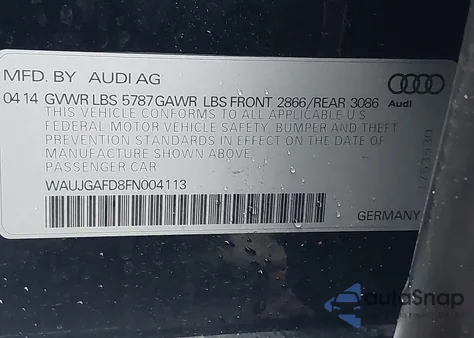 MFD. BY AUDI AG
04 14 GVWR LBS 5787 GAWR LBS FRONT 2866/REAR 3086
Audi
THIS VEHICLE CONFORMS TO ALL APPLICABLE U S
FEDERAL MOTOR VEHICLE SAFETY, BUMPER AND THEFT
PREVENTION STANDARDS IN EFFECT ON THE DATE
OF MANUFACTURE SHOWN ABOVE.
PASSENGER CAR
WAUJGAFD8FN004113
GERMANY
autoSnap